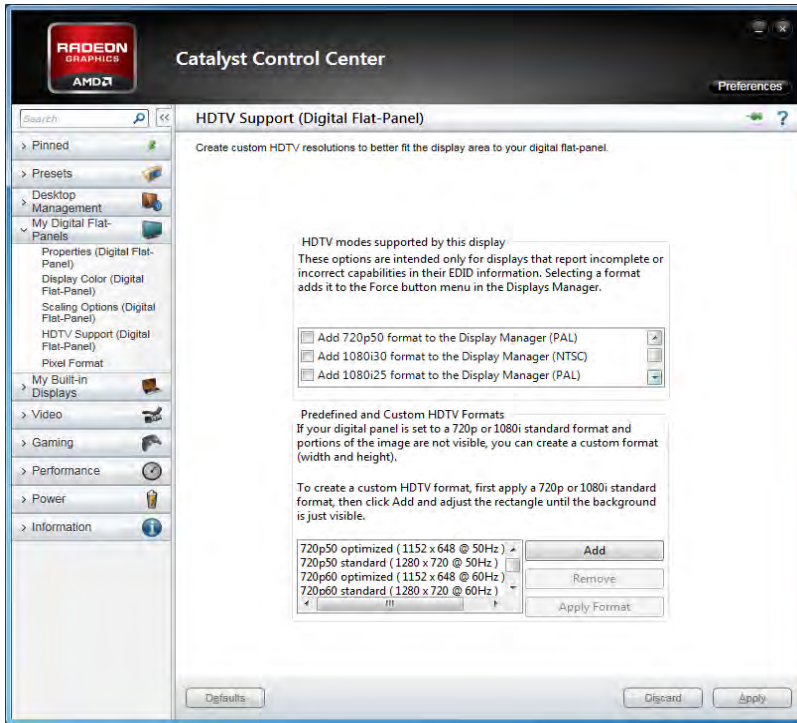 RADEON
GRAPHICS
AMD
Catalyst Control Center
Preferences
Search
<<
HDTV Support (Digital Flat-Panel)
?
> Pinned
Create custom HDTV resolutions to better fit the display area to your digital flat-panel.
> Presets
Desktop
Management
My Digital Flat-
Panels
Properties (Digital Flat-
Panel)
Display Color (Digital
Flat-Panel)
Scaling Options (Digital
Flat-Panel)
HDTV Support (Digital
Flat-Panel)
Pixel Format
My Built-in
Displays
> Video
> Gaming
> Performance
> Power
> Information
HDTV modes supported by this display
These options are intended only for displays that report incomplete or
incorrect capabilities in their EDID information. Selecting a format
adds it to the Force button menu in the Displays Manager.
Add 720p50 format to the Display Manager (PAL)
Add 1080i30 format to the Display Manager (NTSC)
Add 1080i25 format to the Display Manager (PAL)
Predefined and Custom HDTV Formats
If your digital panel is set to a 720p or 1080i standard format and
portions of the image are not visible, you can create a custom format
(width and height).
To create a custom HDTV format, first apply a 720p or 1080i standard
format, then click Add and adjust the rectangle until the background
is just visible.
720p50 optimized (1152 x 648 @ 50Hz)
720p50 standard (1280 x 720 @ 50Hz)
720p60 optimized (1152 x 648 @ 60Hz)
720p60 standard (1280 x 720 @ 60Hz)
Add
Remove
Apply Format
Defaults
Discard
Apply